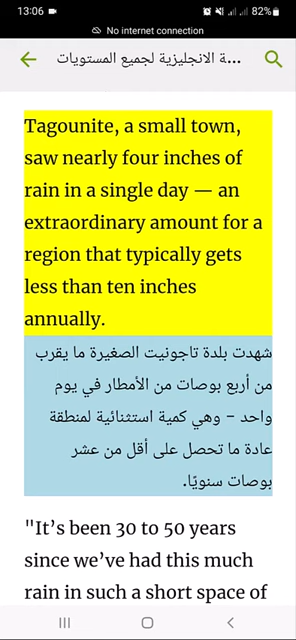 13:06
82%
No internet connection
ة الانجليزية لجميع المستويات...
Tagounite, a small town,
saw nearly four inches of
rain in a single day — an
extraordinary amount for a
region that typically gets
less than ten inches
annually.
شهدت بلدة تاجونيت الصغيرة ما يقرب
من أربع بوصات من الأمطار في يوم
واحد – وهي كمية استثنائية لمنطقة
عادة ما تحصل على أقل من عشر
بوصات سنويًا.
"It’s been 30 to 50 years
since we’ve had this much
rain in such a short space of